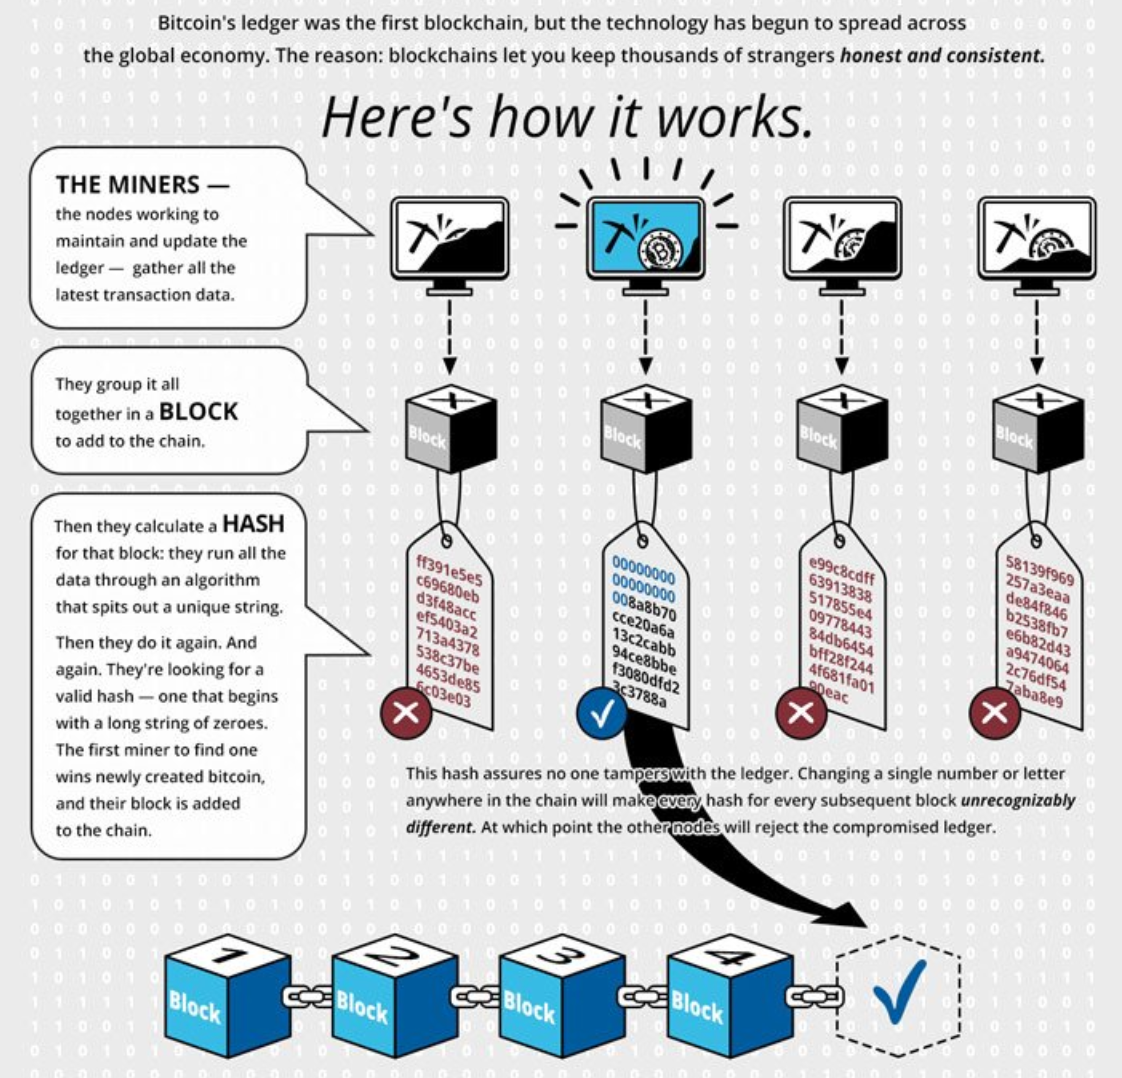 Bitcoin's ledger was the first blockchain, but the technology has begun to spread across
the global economy. The reason: blockchains let you keep thousands of strangers honest and consistent.
Here's how it works.
THE MINERS —
the nodes working to
maintain and update the
ledger — gather all the
latest transaction data.
They group it all
together in a BLOCK
to add to the chain.
Then they calculate a HASH
for that block: they run all the
data through an algorithm
that spits out a unique string.
Then they do it again. And
again. They're looking for a
valid hash — one that begins
with a long string of zeroes.
The first miner to find one
wins newly created bitcoin,
and their block is added
to the chain.
X
Block
X
Block
X
Block
X
Block
ff391e5e5
c69680eb
d3f48acc
ef5403a2
713a4378
538c37be
4653de85
6c03e03
00000000
00000000
008a8b70
cce20a6a
13c2cabb
94ce8bbe
f3080dfd2
3c3788a
e99c8cdff
63913838
517855e4
09778443
84db6454
bff28f244
4f681fa01
90eac
58139f969
257a3eaa
de84f846
b2538fb7
e6b82d43
a9474064
2c76df54
7aba8e9
This hash assures no one tampers with the ledger. Changing a single number or letter
anywhere in the chain will make every hash for every subsequent block unrecognizably
different. At which point the other nodes will reject the compromised ledger.
1
Block
2
Block
3
Block
4
Block